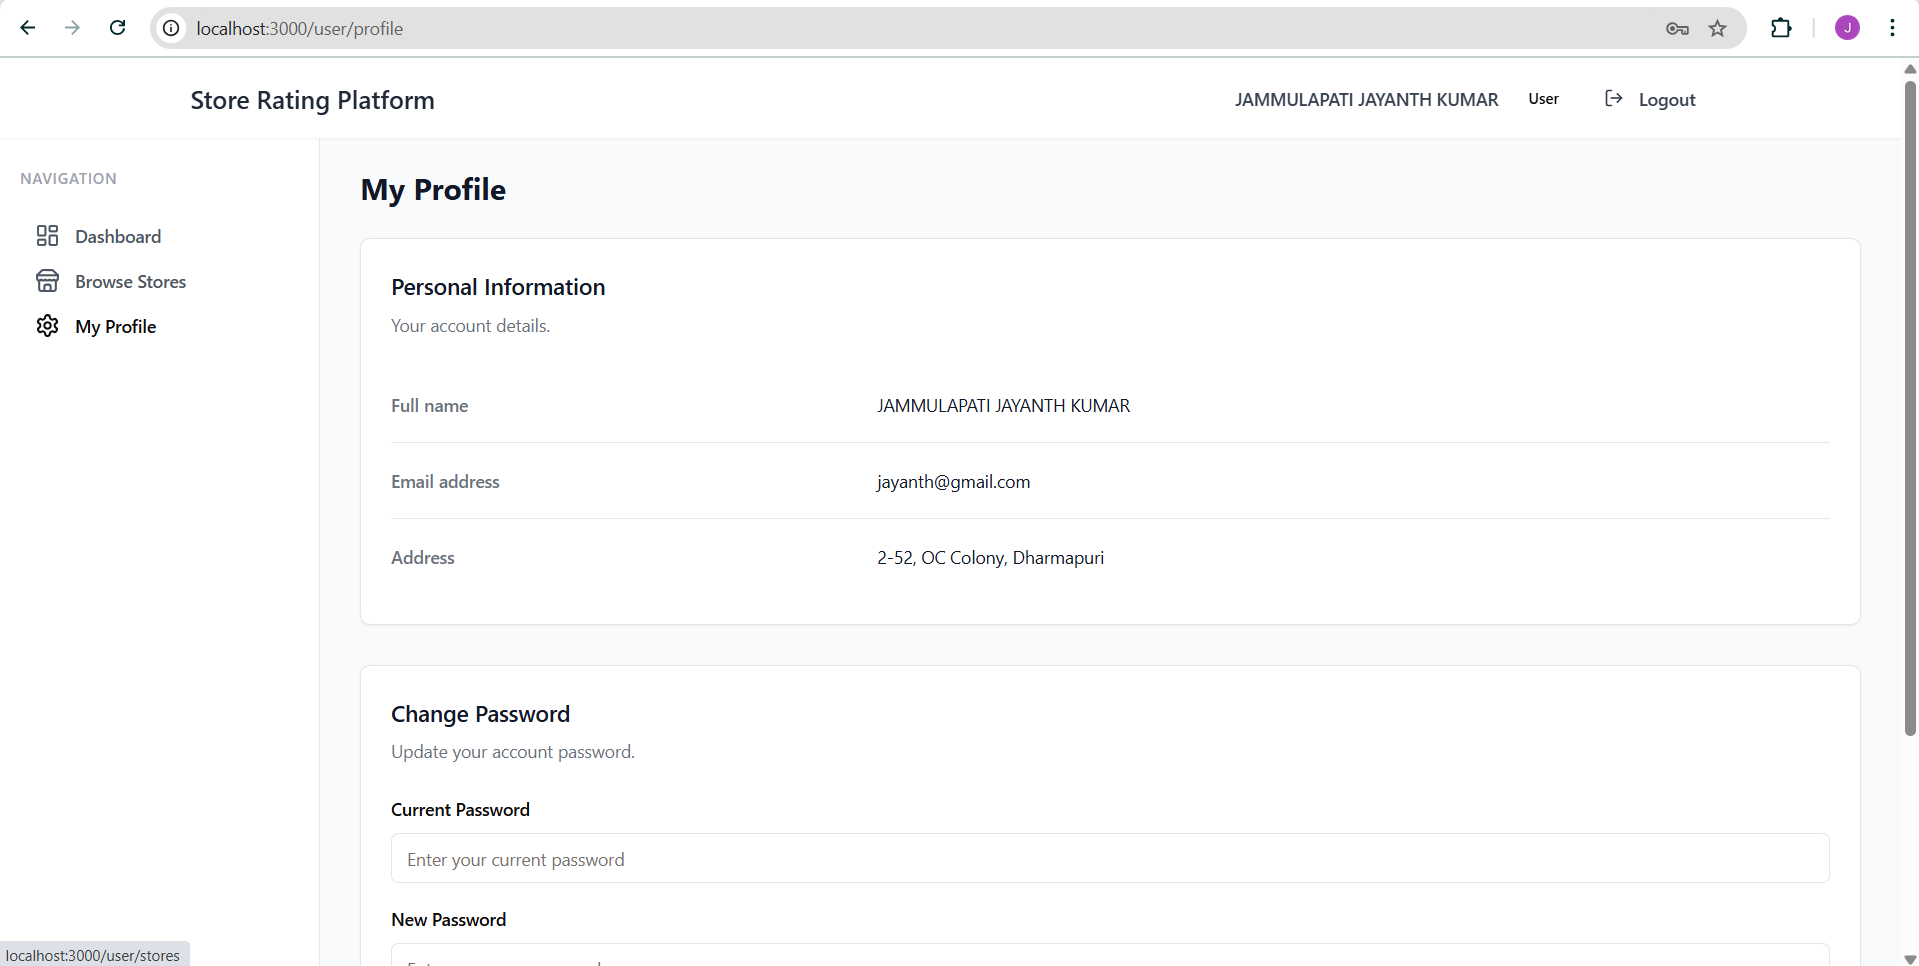 localhost:3000/user/profile
J
Store Rating Platform
JAMMULAPATI JAYANTH KUMAR User Logout
NAVIGATION
Dashboard
Browse Stores
My Profile
My Profile
Personal Information
Your account details.
Full name JAMMULAPATI JAYANTH KUMAR
Email address jayanth@gmail.com
Address 2-52, OC Colony, Dharmapuri
Change Password
Update your account password.
Current Password
Enter your current password
New Password
localhost:3000/user/stores